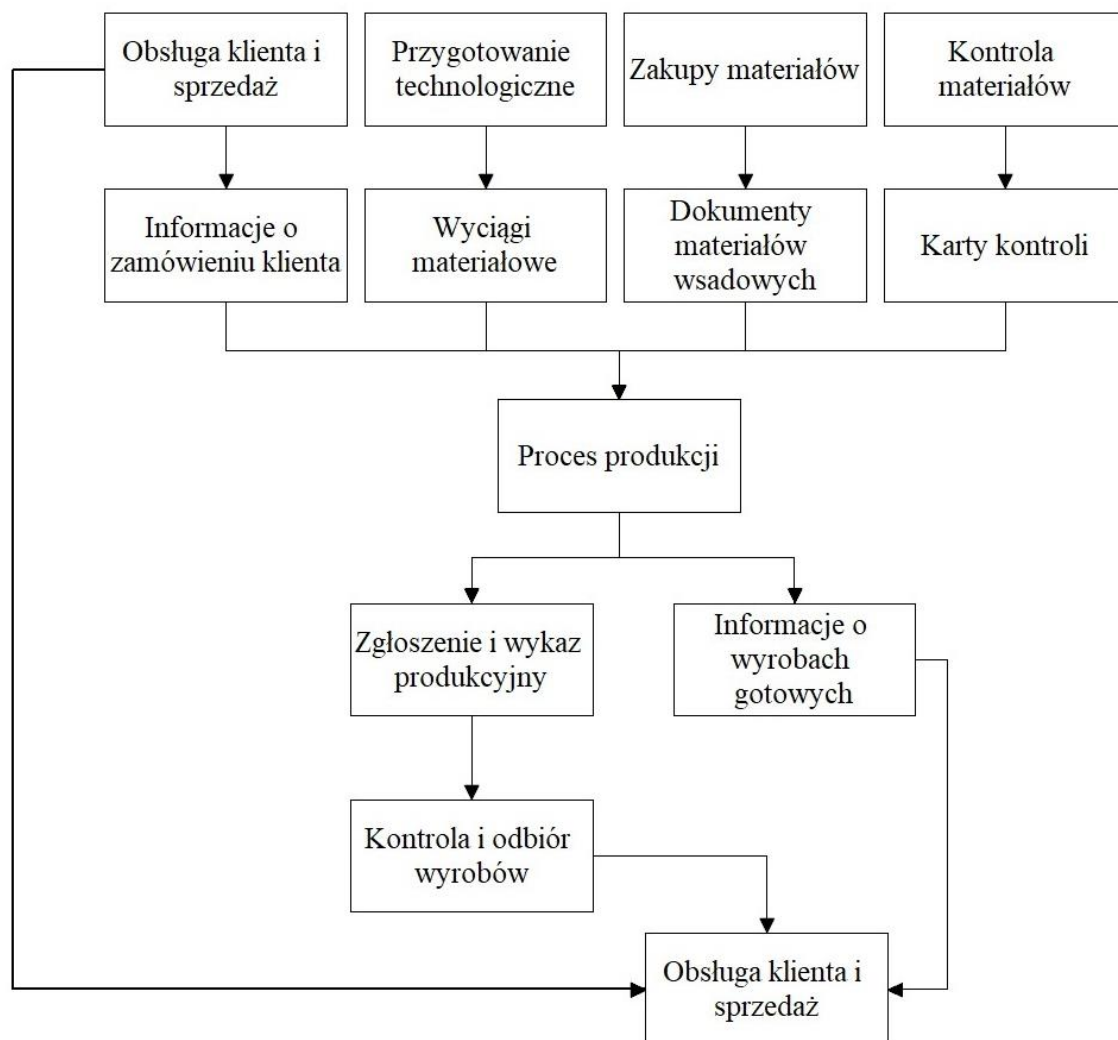 Obsługa klienta i
sprzedaż
Przygotowanie
technologiczne
Zakupy materiałów
Kontrola
materiałów
Informacje o
zamówieniu klienta
Wyciągi
materiałowe
Dokumenty
materiałów
wsadowych
Karty kontroli
Proces produkcji
Zgłoszenie i wykaz
produkcyjny
Informacje o
wyrobach
gotowych
Kontrola i odbiór
wyrobów
Obsługa klienta i
sprzedaż